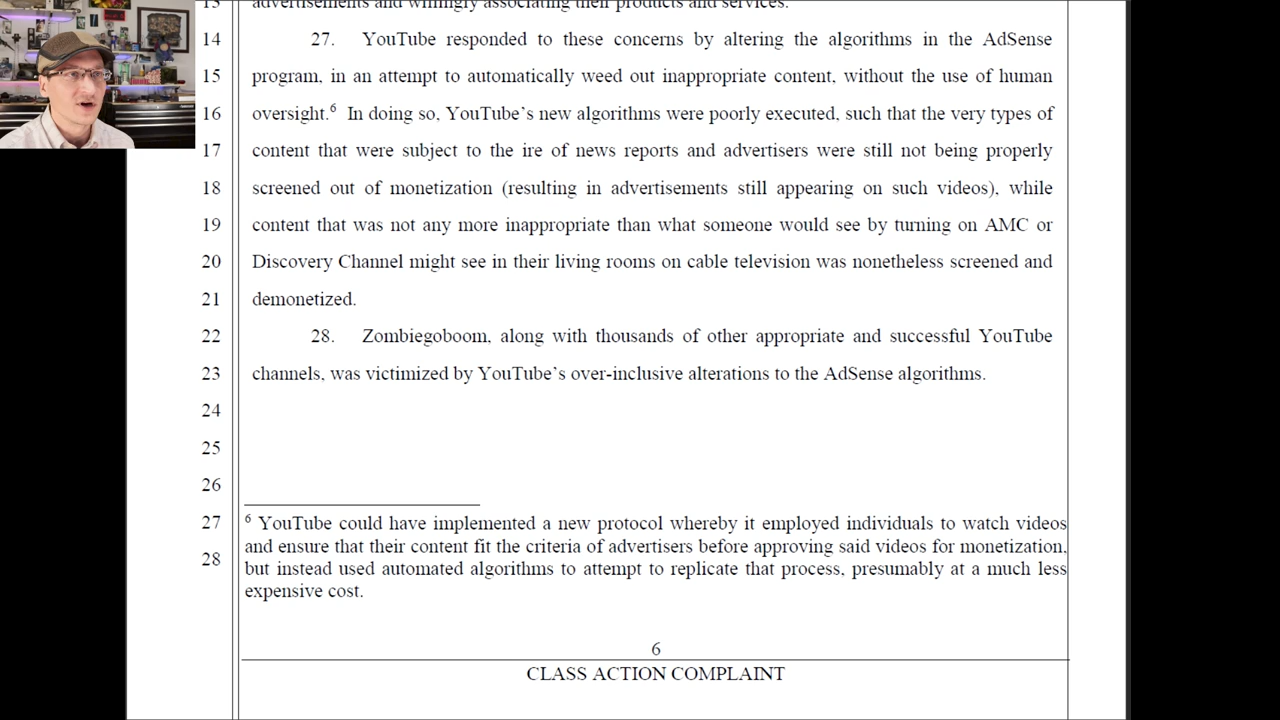 13 advertisements and willingly associating their products and services.
14 27. YouTube responded to these concerns by altering the algorithms in the AdSense
15 program, in an attempt to automatically weed out inappropriate content, without the use of human
16 oversight.6 In doing so, YouTube's new algorithms were poorly executed, such that the very types of
17 content that were subject to the ire of news reports and advertisers were still not being properly
18 screened out of monetization (resulting in advertisements still appearing on such videos), while
19 content that was not any more inappropriate than what someone would see by turning on AMC or
20 Discovery Channel might see in their living rooms on cable television was nonetheless screened and
21 demonetized.
22 28. Zombiegoboom, along with thousands of other appropriate and successful YouTube
23 channels, was victimized by YouTube's over-inclusive alterations to the AdSense algorithms.
24
25
26
27 6 YouTube could have implemented a new protocol whereby it employed individuals to watch videos
28 and ensure that their content fit the criteria of advertisers before approving said videos for monetization,
but instead used automated algorithms to attempt to replicate that process, presumably at a much less
expensive cost.
6
CLASS ACTION COMPLAINT